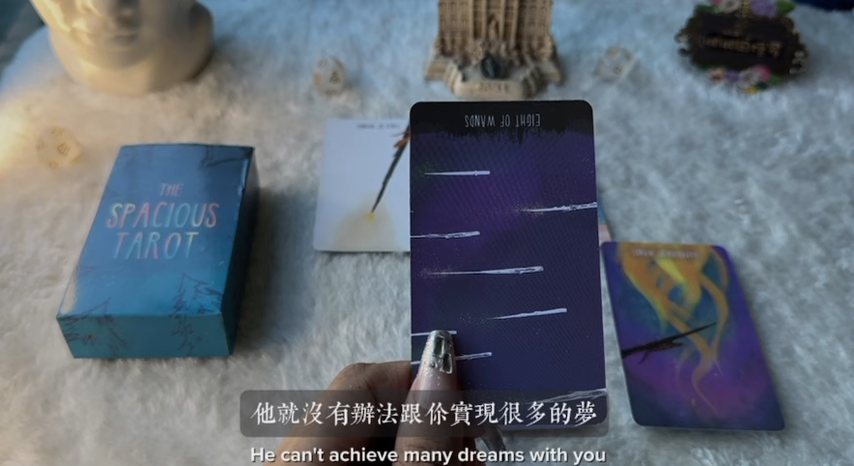 EIGHT OF WANDS
THE
SPACIOUS
TAROT
他就沒有辦法跟你實現很多的夢
He can't achieve many dreams with you